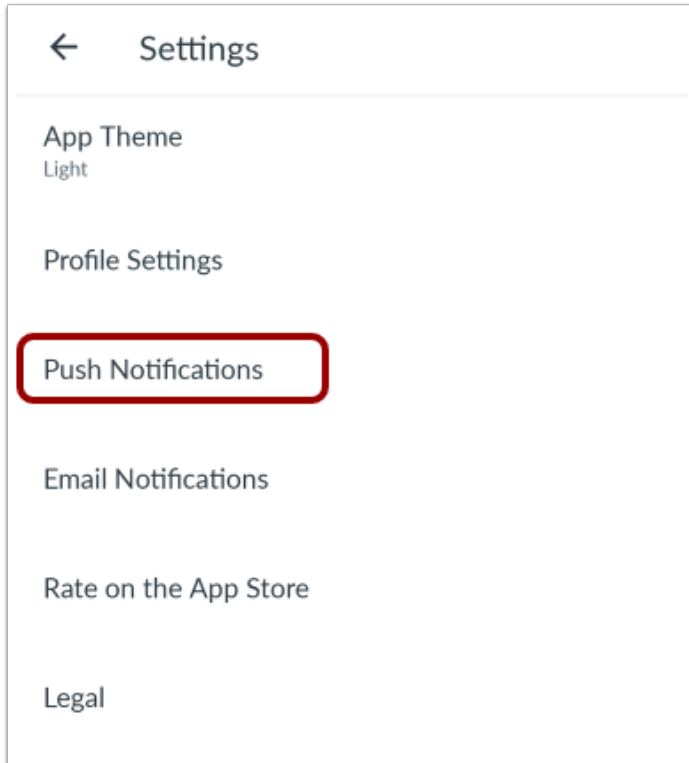 Settings
App Theme
Light
Profile Settings
Push Notifications
Email Notifications
Rate on the App Store
Legal